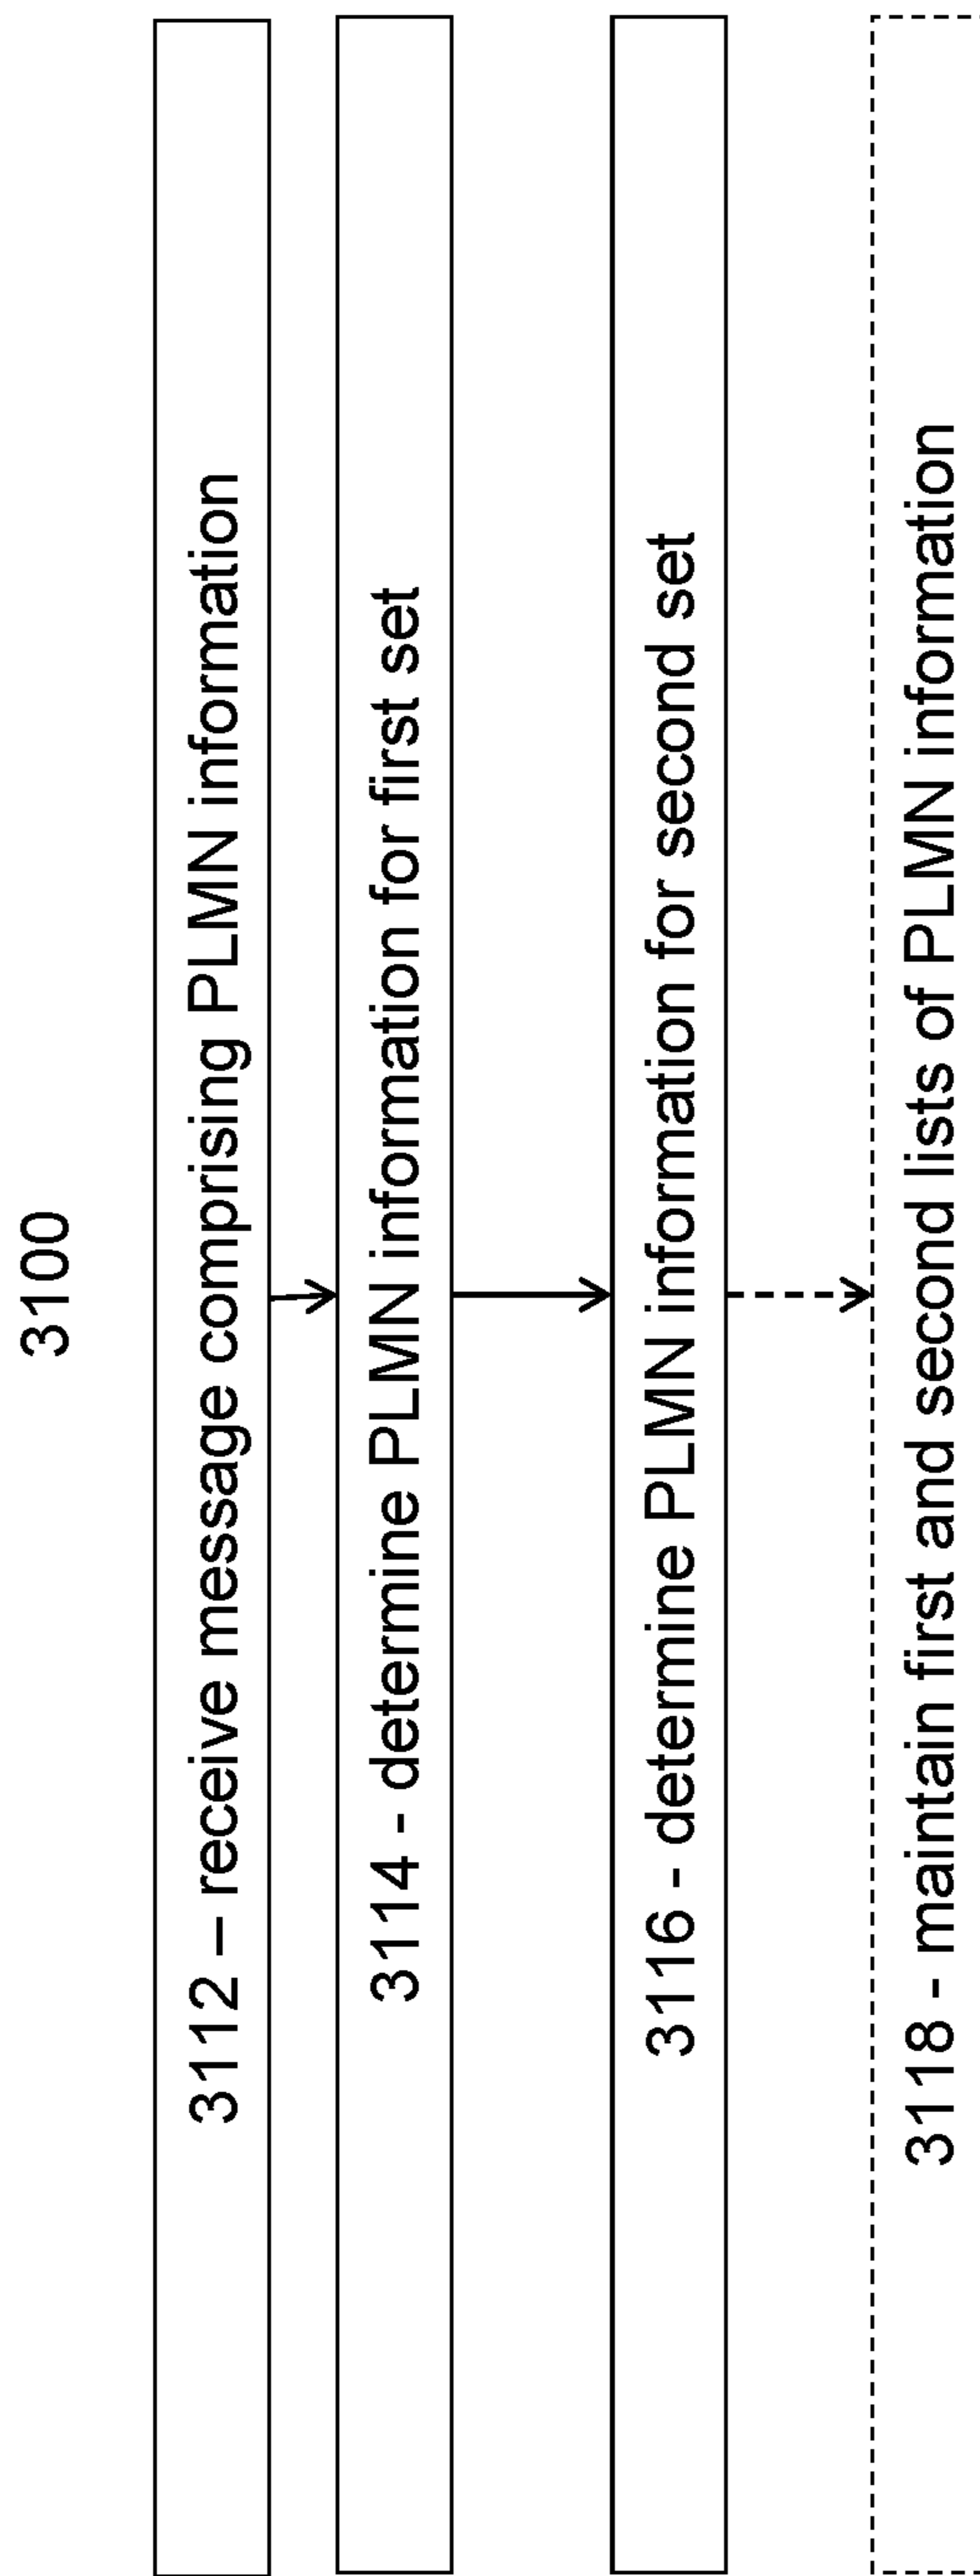 3100
3112 – receive message comprising PLMN information
3114 - determine PLMN information for first set
3116 - determine PLMN information for second set
3118 - maintain first and second lists of PLMN information